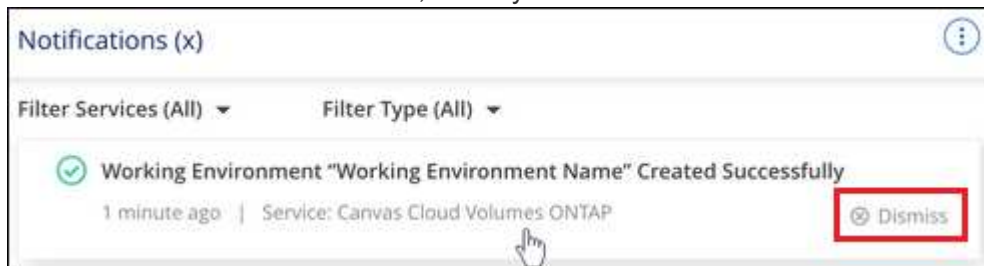 Notifications (x)
Filter Services (All) Filter Type (All)
Working Environment “Working Environment Name” Created Successfully
1 minute ago | Service: Canvas Cloud Volumes ONTAP Dismiss